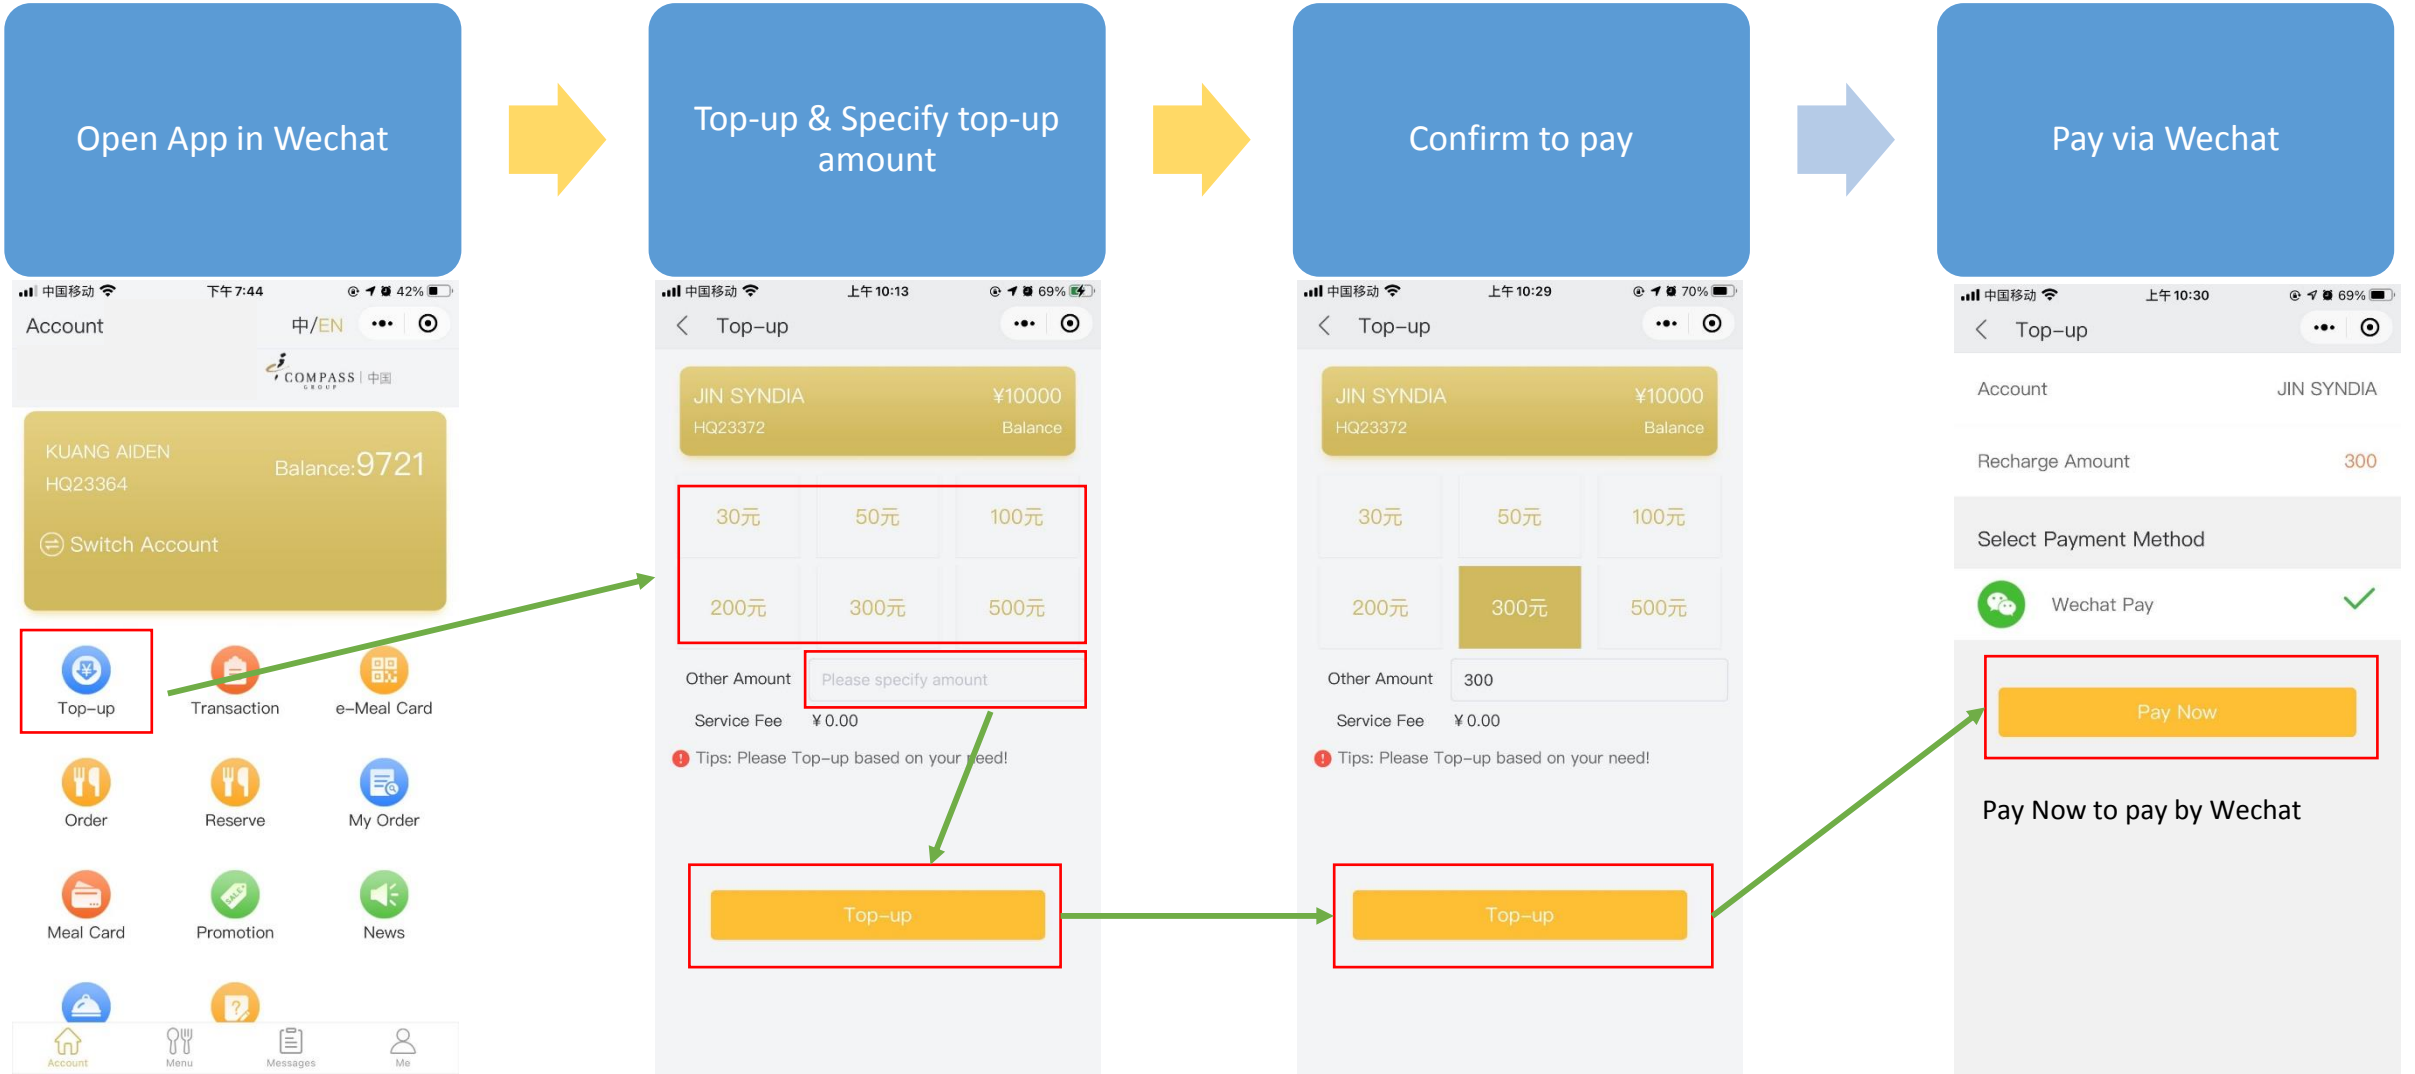 Open App in Wechat
Top-up & Specify top-up
amount
Confirm to pay
Pay via Wechat
中国移动
下午7:44
42%
Account
中/EN
COMPASS
GROUP
中国
KUANG AIDEN
HQ23364
Balance:9721
Switch Account
Top-up
Transaction
e-Meal Card
Order
Reserve
My Order
Meal Card
Promotion
News
Account
Menu
Messages
Me
中国移动
上午10:13
69%
Top-up
JIN SYNDIA
¥10000
HQ23372
Balance
30元
50元
100元
200元
300元
500元
Other Amount
Please specify amount
Service Fee
¥ 0.00
Tips: Please Top-up based on your need!
Top-up
中国移动
上午10:29
70%
Top-up
JIN SYNDIA
¥10000
HQ23372
Balance
30元
50元
100元
200元
300元
500元
Other Amount
300
Service Fee
¥ 0.00
Tips: Please Top-up based on your need!
Top-up
中国移动
上午10:30
69%
Top-up
Account
JIN SYNDIA
Recharge Amount
300
Select Payment Method
Wechat Pay
Pay Now
Pay Now to pay by Wechat